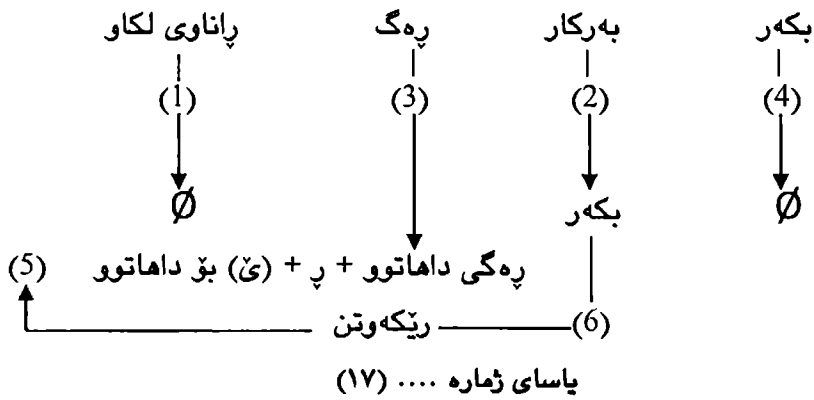 بکەر بەرکار ڕەگ ڕاناوی لکاو
(4) (2) (3) (1)
Ø Ø
بکەر
ڕەگی داهاتوو + ڕ + (ێ) بۆ داهاتوو (5)
(6) رێکەوتن
یاسای ژمارە .... (١٧)